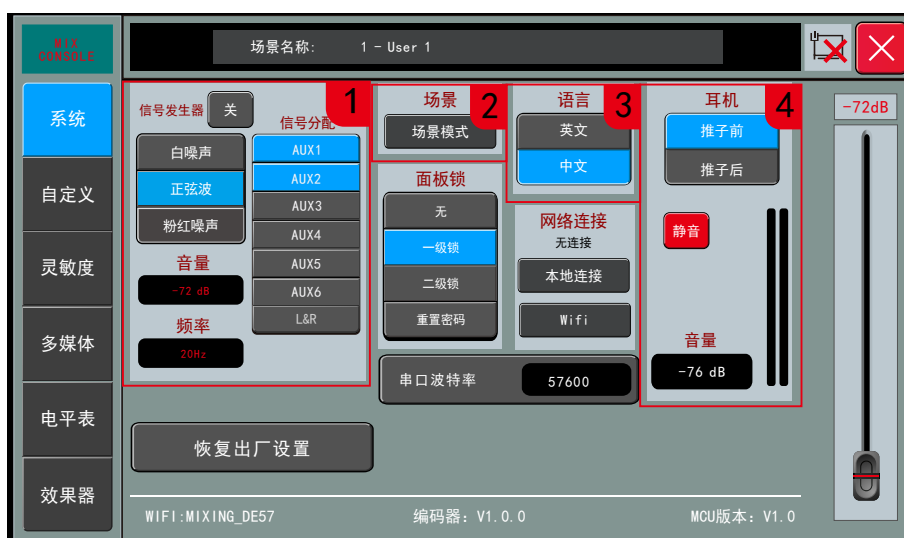 MIX
CONSOLE
场景名称: 1 - User 1
系统
自定义
灵敏度
多媒体
电平表
效果器
1
信号发生器
关
信号分配
白噪声
正弦波
粉红噪声
AUX1
AUX2
AUX3
AUX4
AUX5
AUX6
L&R
音量
-72 dB
频率
20Hz
2
场景
场景模式
面板锁
无
一级锁
二级锁
重置密码
3
语言
英文
中文
网络连接
无连接
本地连接
Wifi
串口波特率 57600
4
耳机
推子前
推子后
静音
音量
-76 dB
-72dB
恢复出厂设置
WIFI:MIXING_DE57 编码器: V1.0.0 MCU版本: V1.0